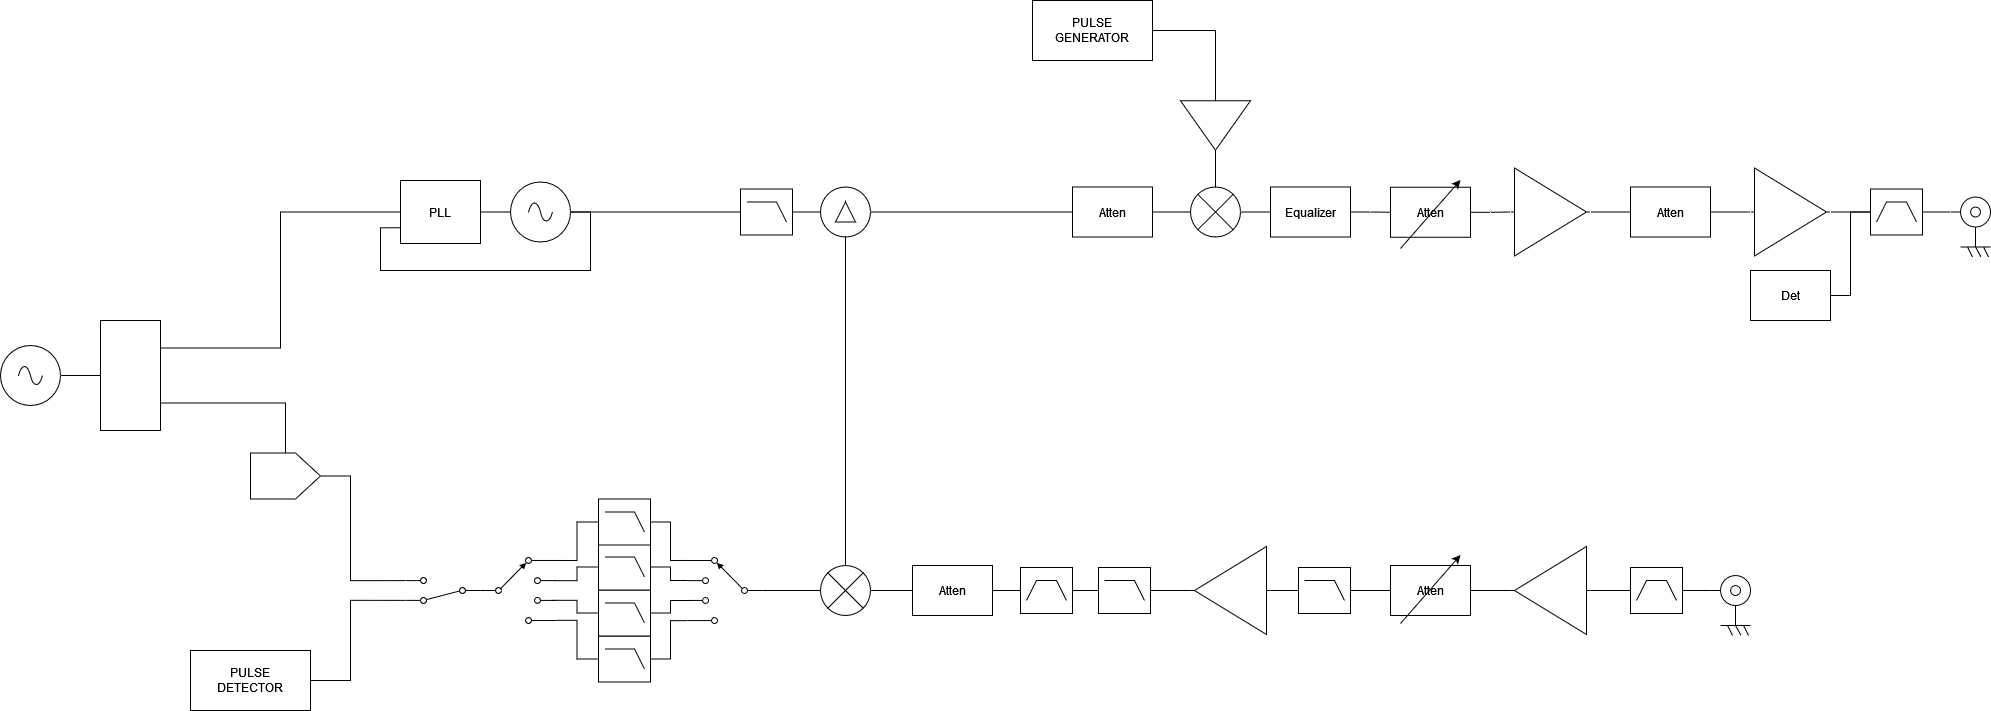 PULSE
GENERATOR
PLL
Atten
Equalizer
Atten
Atten
Det
Atten
Atten
PULSE
DETECTOR